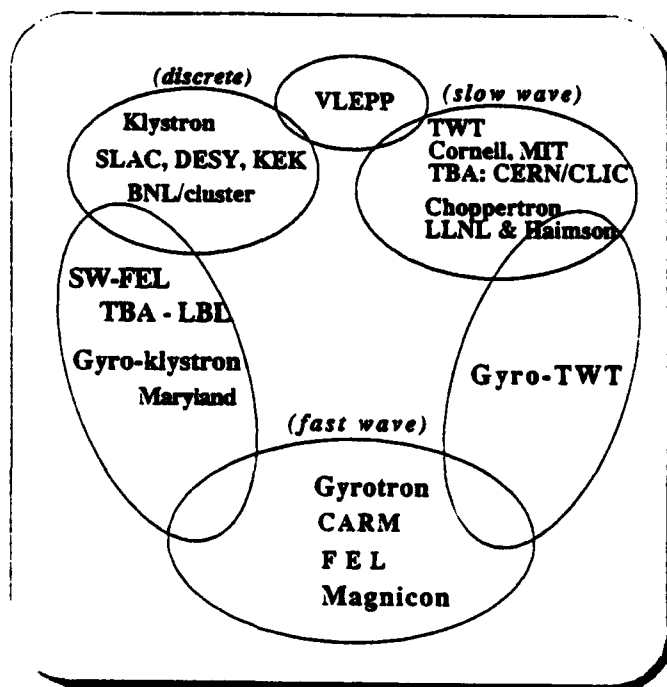 (discrete)
Klystron
SLAC, DESY, KEK
BNL/cluster
VLEPP
(slow wave)
TWT
Cornell, MIT
TBA: CERN/CLIC
Choppertron
LLNL & Haimson
SW-FEL
TBA - LBL
Gyro-klystron
Maryland
Gyro-TWT
(fast wave)
Gyrotron
CARM
F E L
Magnicon